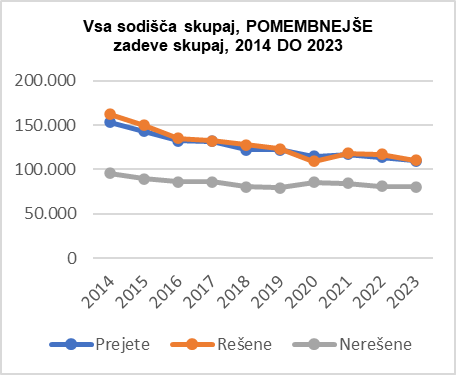 Vsa sodišča skupaj, POMEMBNEJŠE
zadeve skupaj, 2014 DO 2023
200.000
150.000
100.000
50.000
0
2014 2015 2016 2017 2018 2019 2020 2021 2022 2023
Prejete Rešene Nerešene